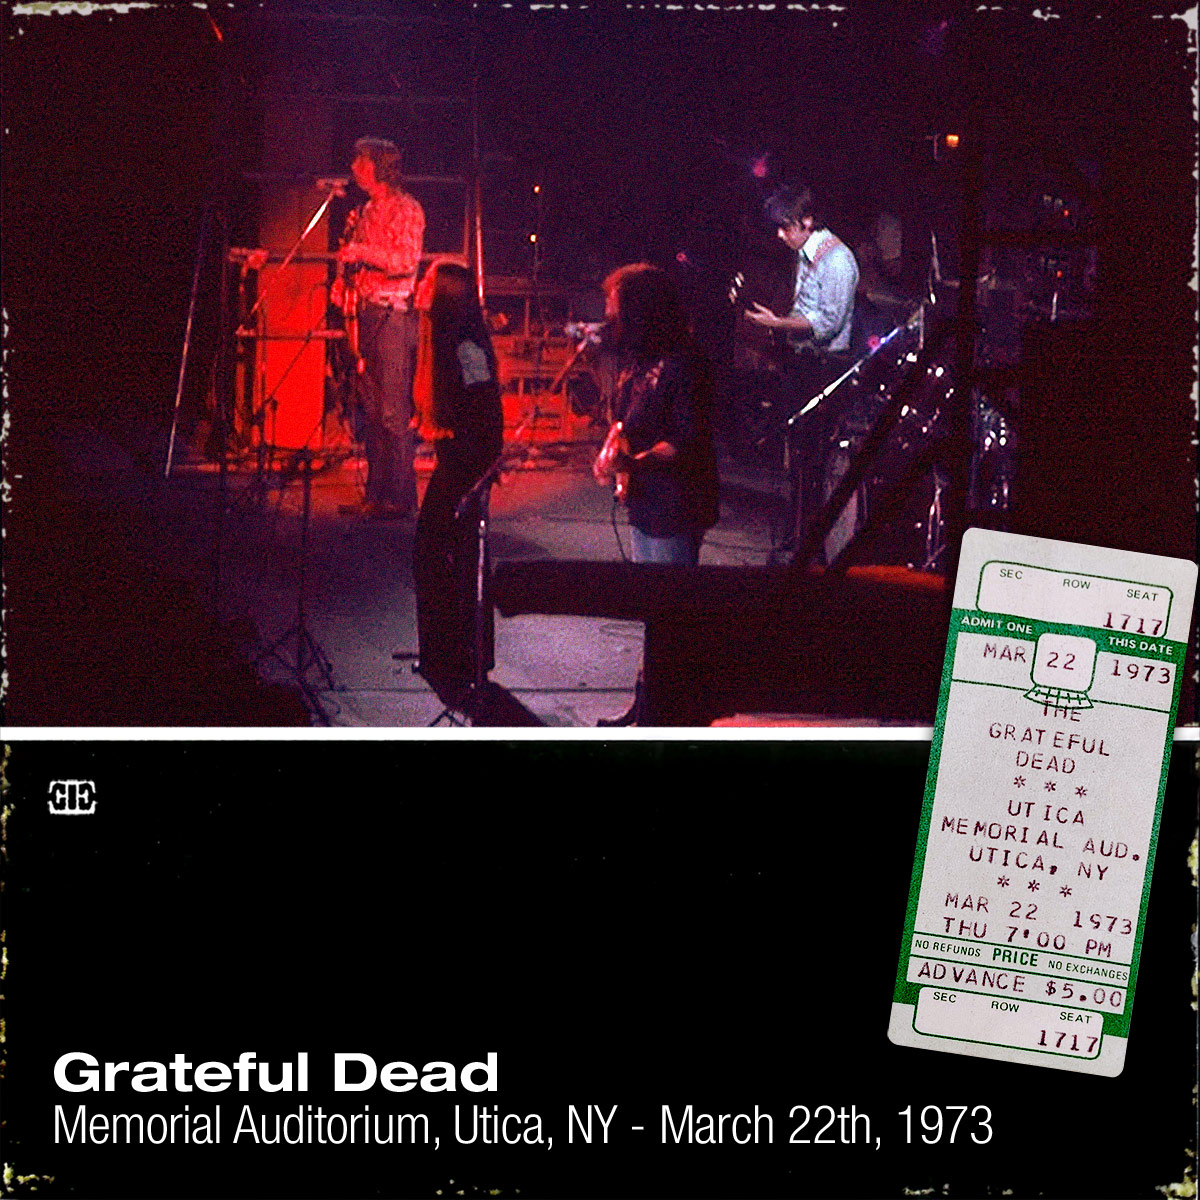 SEC ROW SEAT
1717
ADMIT ONE THIS DATE
MAR 22 1973
THE
GRATEFUL
DEAD
* * *
UTICA
MEMORIAL AUD.
UTICA, NY
* * *
MAR 22 1973
THU 7:00 PM
NO REFUNDS PRICE NO EXCHANGES
ADVANCE $5.00
SEC ROW SEAT
1717
Grateful Dead
Memorial Auditorium, Utica, NY - March 22th, 1973